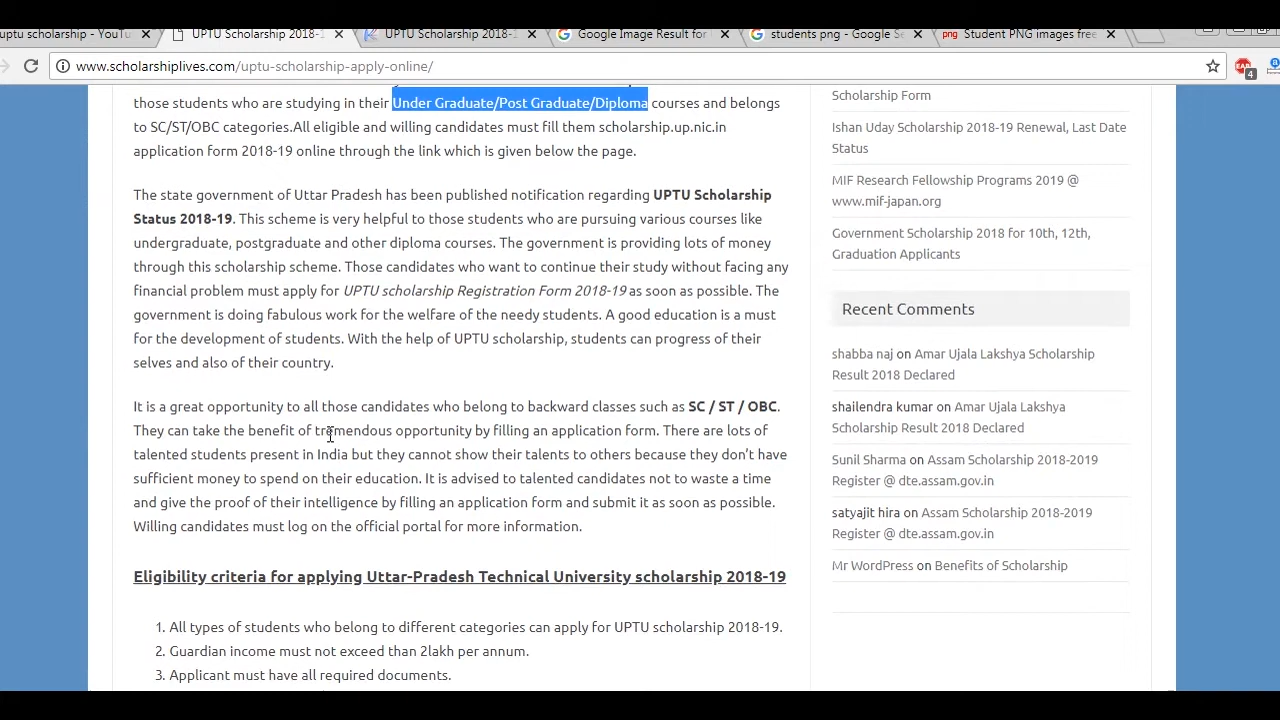 uptu scholarship - YouT
UPTU Scholarship 2018-1
UPTU Scholarship 2018-1
Google Image Result for
students png - Google Se
png Student PNG images free
www.scholarshiplives.com/uptu-scholarship-apply-online/
4
those students who are studying in their Under Graduate/Post Graduate/Diploma courses and belongs
to SC/ST/OBC categories.All eligible and willing candidates must fill them scholarship.up.nic.in
application form 2018-19 online through the link which is given below the page.
The state government of Uttar Pradesh has been published notification regarding UPTU Scholarship
Status 2018-19. This scheme is very helpful to those students who are pursuing various courses like
undergraduate, postgraduate and other diploma courses. The government is providing lots of money
through this scholarship scheme. Those candidates who want to continue their study without facing any
financial problem must apply for UPTU scholarship Registration Form 2018-19 as soon as possible. The
government is doing fabulous work for the welfare of the needy students. A good education is a must
for the development of students. With the help of UPTU scholarship, students can progress of their
selves and also of their country.
It is a great opportunity to all those candidates who belong to backward classes such as SC / ST / OBC.
They can take the benefit of tremendous opportunity by filling an application form. There are lots of
talented students present in India but they cannot show their talents to others because they don't have
sufficient money to spend on their education. It is advised to talented candidates not to waste a time
and give the proof of their intelligence by filling an application form and submit it as soon as possible.
Willing candidates must log on the official portal for more information.
Eligibility criteria for applying Uttar-Pradesh Technical University scholarship 2018-19
1. All types of students who belong to different categories can apply for UPTU scholarship 2018-19.
2. Guardian income must not exceed than 2lakh per annum.
3. Applicant must have all required documents.
Scholarship Form
Ishan Uday Scholarship 2018-19 Renewal, Last Date
Status
MIF Research Fellowship Programs 2019 @
www.mif-japan.org
Government Scholarship 2018 for 10th, 12th,
Graduation Applicants
Recent Comments
shabba naj on Amar Ujala Lakshya Scholarship
Result 2018 Declared
shailendra kumar on Amar Ujala Lakshya
Scholarship Result 2018 Declared
Sunil Sharma on Assam Scholarship 2018-2019
Register @ dte.assam.gov.in
satyajit hira on Assam Scholarship 2018-2019
Register @ dte.assam.gov.in
Mr WordPress on Benefits of Scholarship